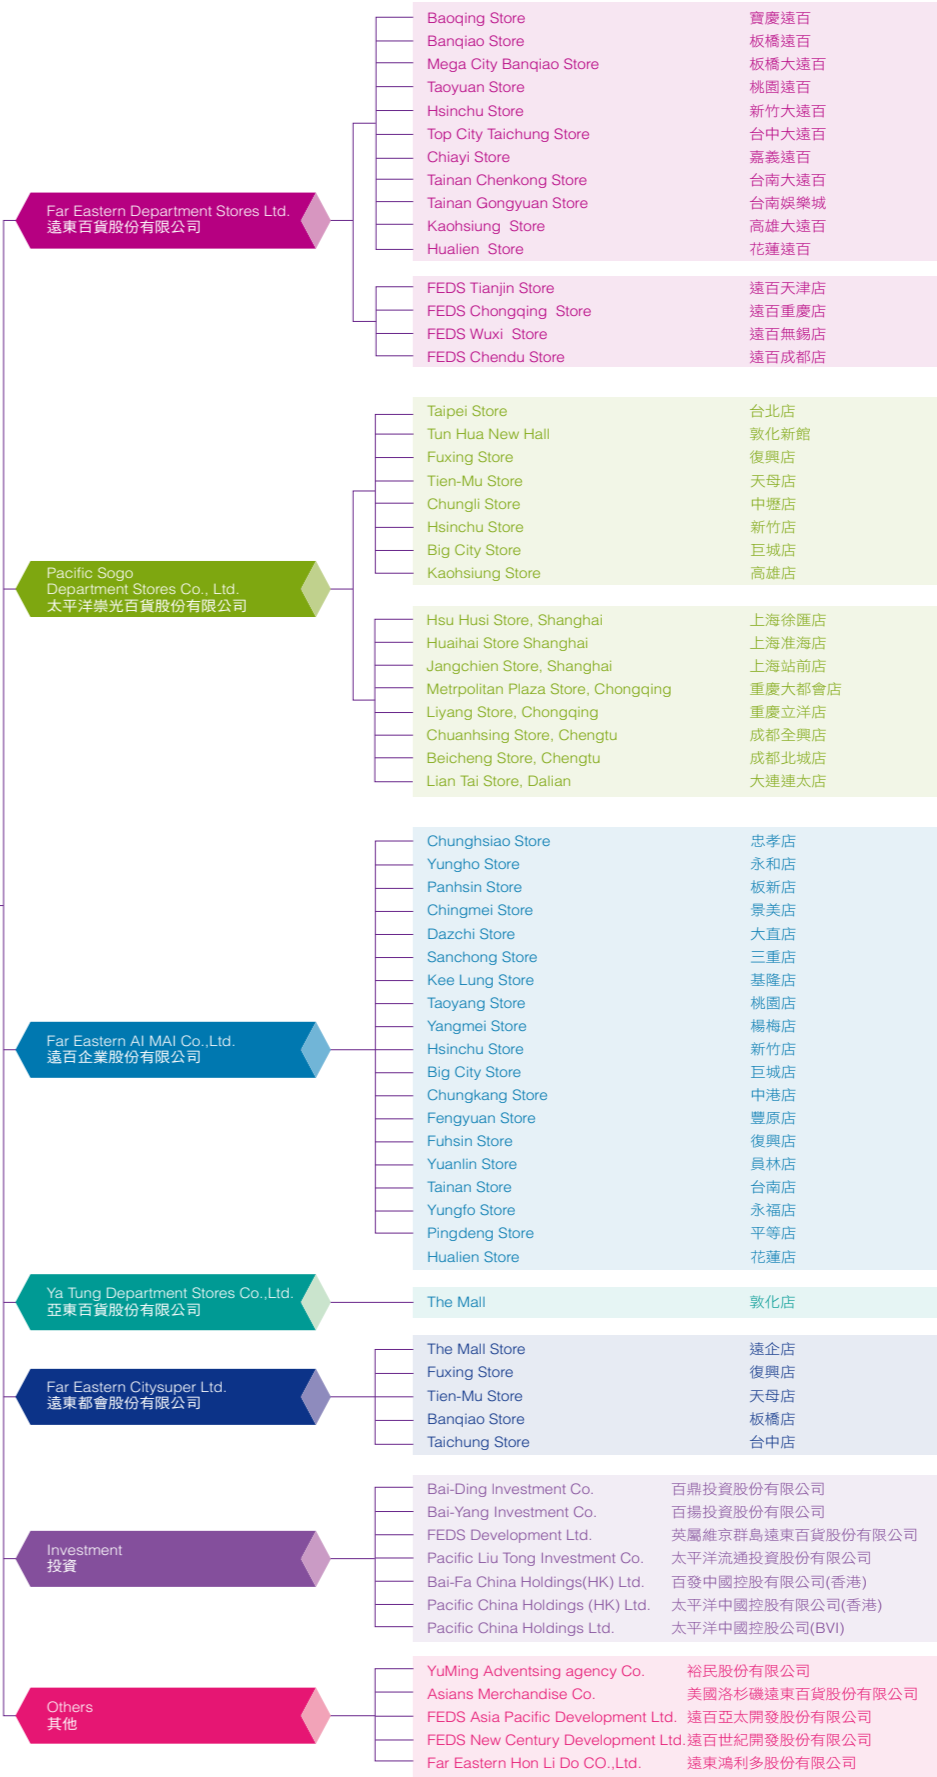 Far Eastern Department Stores Ltd.
遠東百貨股份有限公司
Baoqing Store 寶慶遠百
Banqiao Store 板橋遠百
Mega City Banqiao Store 板橋大遠百
Taoyuan Store 桃園遠百
Hsinchu Store 新竹大遠百
Top City Taichung Store 台中大遠百
Chiayi Store 嘉義遠百
Tainan Chenkong Store 台南大遠百
Tainan Gongyuan Store 台南娛樂城
Kaohsiung Store 高雄大遠百
Hualien Store 花蓮遠百
FEDS Tianjin Store 遠百天津店
FEDS Chongqing Store 遠百重慶店
FEDS Wuxi Store 遠百無錫店
FEDS Chendu Store 遠百成都店
Pacific Sogo
Department Stores Co., Ltd.
太平洋崇光百貨股份有限公司
Taipei Store 台北店
Tun Hua New Hall 敦化新館
Fuxing Store 復興店
Tien-Mu Store 天母店
Chungli Store 中壢店
Hsinchu Store 新竹店
Big City Store 巨城店
Kaohsiung Store 高雄店
Hsu Husi Store, Shanghai 上海徐匯店
Huaihai Store Shanghai 上海准海店
Jangchien Store, Shanghai 上海站前店
Metrpolitan Plaza Store, Chongqing 重慶大都會店
Liyang Store, Chongqing 重慶立洋店
Chuanhsing Store, Chengtu 成都全興店
Beicheng Store, Chengtu 成都北城店
Lian Tai Store, Dalian 大連連太店
Far Eastern AI MAI Co.,Ltd.
遠百企業股份有限公司
Chunghsiao Store 忠孝店
Yungho Store 永和店
Panhsin Store 板新店
Chingmei Store 景美店
Dazchi Store 大直店
Sanchong Store 三重店
Kee Lung Store 基隆店
Taoyang Store 桃園店
Yangmei Store 楊梅店
Hsinchu Store 新竹店
Big City Store 巨城店
Chungkang Store 中港店
Fengyuan Store 豐原店
Fuhsin Store 復興店
Yuanlin Store 員林店
Tainan Store 台南店
Yungfo Store 永福店
Pingdeng Store 平等店
Hualien Store 花蓮店
Ya Tung Department Stores Co.,Ltd.
亞東百貨股份有限公司
The Mall 敦化店
Far Eastern Citysuper Ltd.
遠東都會股份有限公司
The Mall Store 遠企店
Fuxing Store 復興店
Tien-Mu Store 天母店
Banqiao Store 板橋店
Taichung Store 台中店
Investment
投資
Bai-Ding Investment Co. 百鼎投資股份有限公司
Bai-Yang Investment Co. 百揚投資股份有限公司
FEDS Development Ltd. 英屬維京群島遠東百貨股份有限公司
Pacific Liu Tong Investment Co. 太平洋流通投資股份有限公司
Bai-Fa China Holdings(HK) Ltd. 百發中國控股有限公司(香港)
Pacific China Holdings (HK) Ltd. 太平洋中國控股有限公司(香港)
Pacific China Holdings Ltd. 太平洋中國控股公司(BVI)
Others
其他
YuMing Adventsing agency Co. 裕民股份有限公司
Asians Merchandise Co. 美國洛杉磯遠東百貨股份有限公司
FEDS Asia Pacific Development Ltd. 遠百亞太開發股份有限公司
FEDS New Century Development Ltd. 遠百世紀開發股份有限公司
Far Eastern Hon Li Do CO.,Ltd. 遠東鴻利多股份有限公司